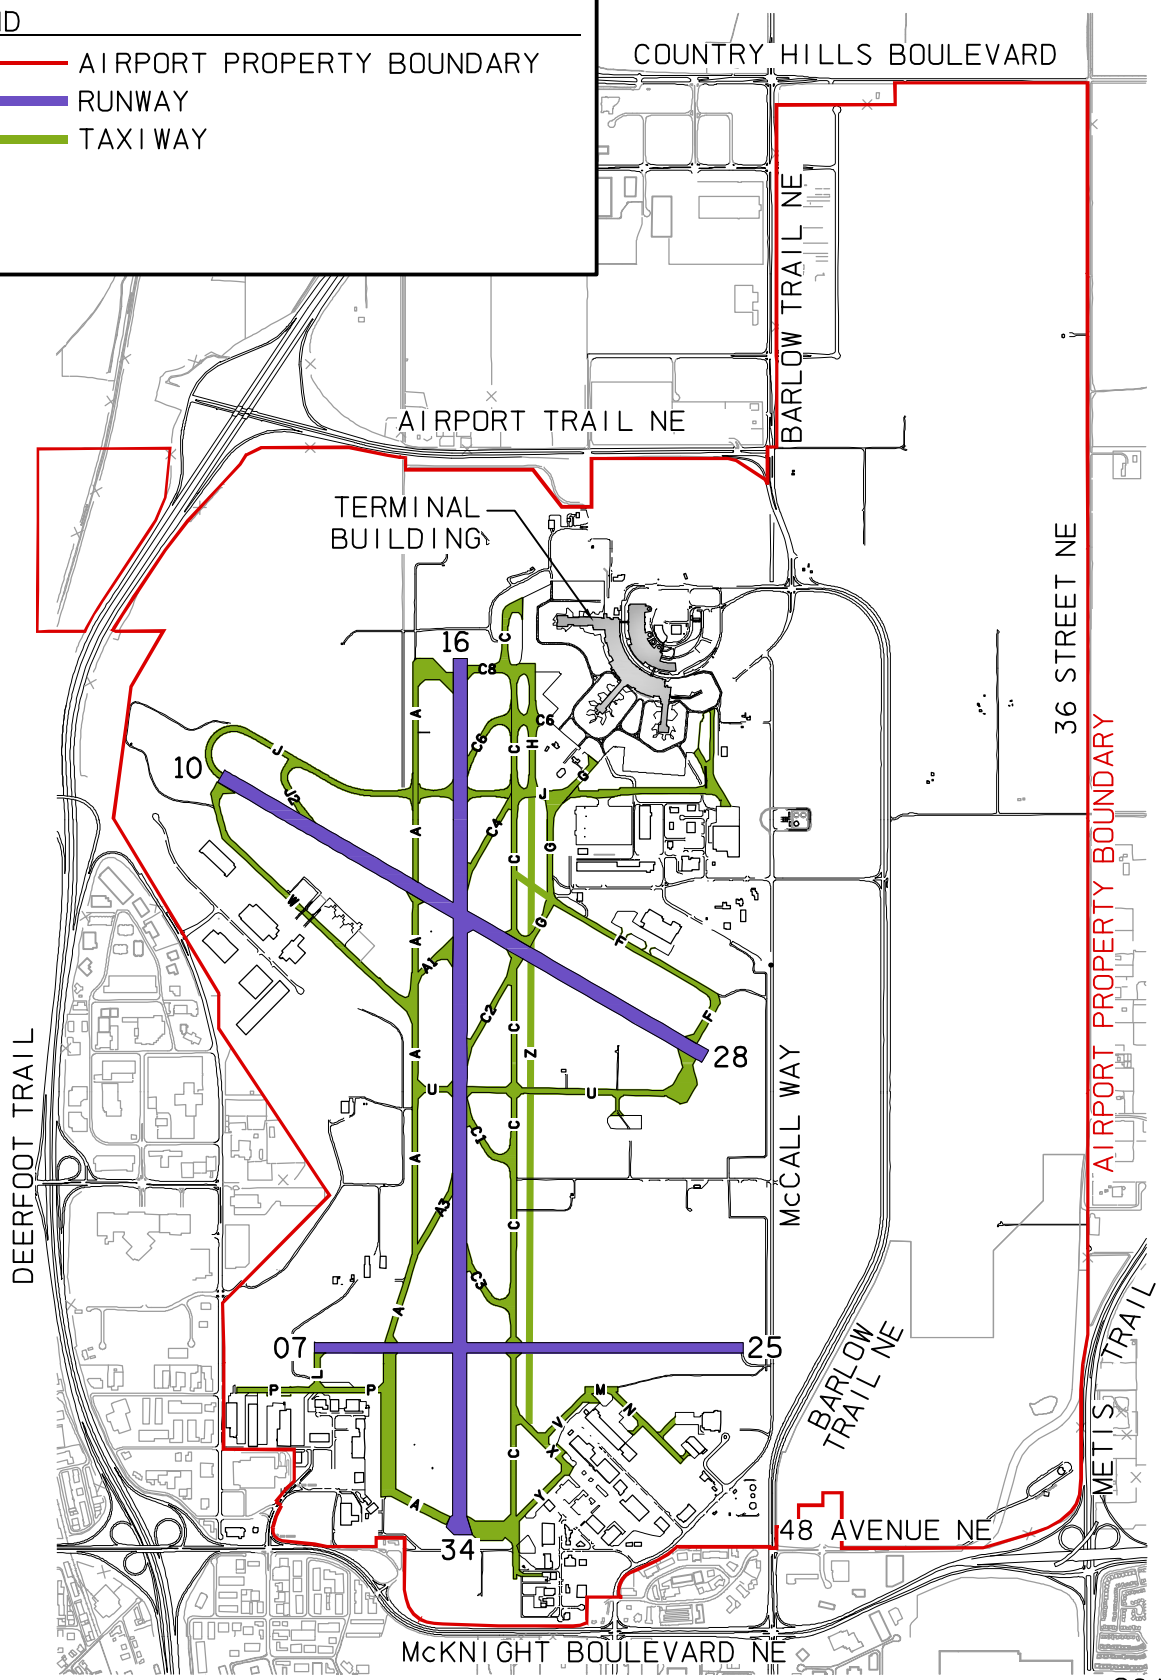 AIRPORT PROPERTY BOUNDARY
RUNWAY
TAXIWAY
COUNTRY HILLS BOULEVARD
BARLOW TRAIL NE
AIRPORT TRAIL NE
TERMINAL
BUILDING
36 STREET NE
AIRPORT PROPERTY BOUNDARY
16
C
C8
A
C6
C6
C
H
J
10
J2
G
J
A
C4
C
G
W
G
F
A
A1
C2
C
F
A
Z
28
U
U
C1
C
A
McCALL WAY
DEERFOOT TRAIL
A3
C
C3
A
07
25
L
P
P
M
N
V
X
C
Y
A
BARLOW
TRAIL NE
METIS TRAIL
48 AVENUE NE
34
McKNIGHT BOULEVARD NE